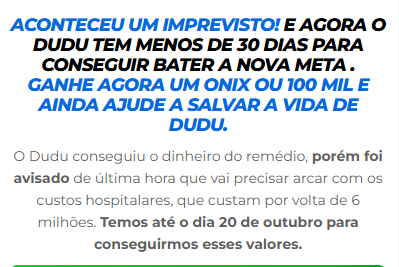 ACONTECEU UM IMPREVISTO! E AGORA O
DUDU TEM MENOS DE 30 DIAS PARA
CONSEGUIR BATER A NOVA META .
GANHE AGORA UM ONIX OU 100 MIL E
AINDA AJUDE A SALVAR A VIDA DE
DUDU.
O Dudu conseguiu o dinheiro do remédio, porém foi
avisado de última hora que vai precisar arcar com os
custos hospitalares, que custam por volta de 6
milhões. Temos até o dia 20 de outubro para
conseguirmos esses valores.